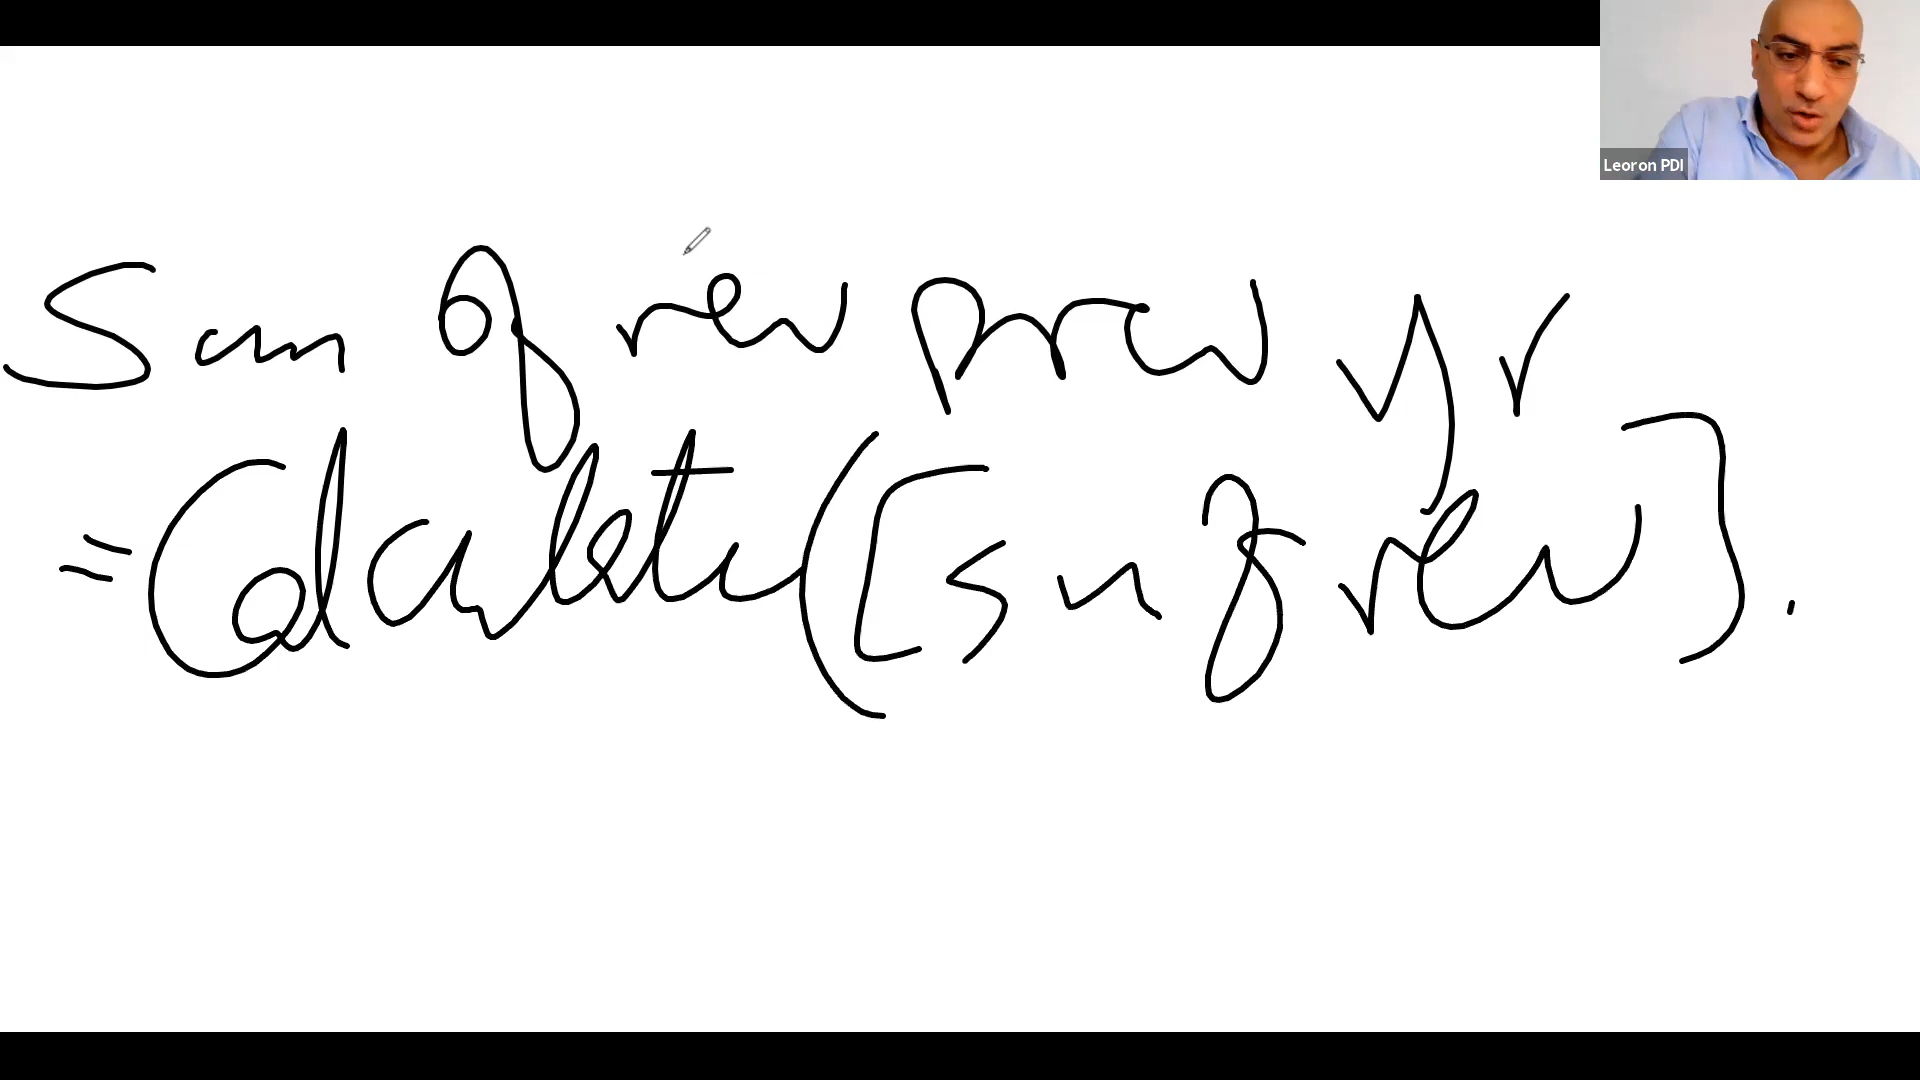 Leoron PDI
Sum of rev prev yr
= Calculate ( [ sum of rev ] .